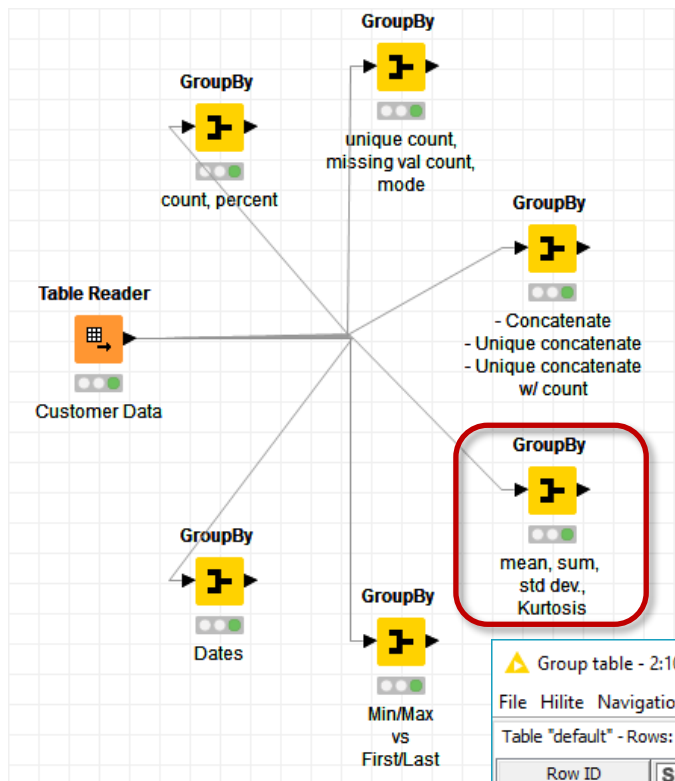 GroupBy
GroupBy
unique count,
missing val count,
mode
count, percent
GroupBy
Table Reader
- Concatenate
- Unique concatenate
- Unique concatenate
w/ count
Customer Data
GroupBy
mean, sum,
std dev.,
Kurtosis
GroupBy
Dates
GroupBy
Min/Max
vs
First/Last
Group table - 2:10
File Hilite Navigation
Table "default" - Rows:
Row ID
S